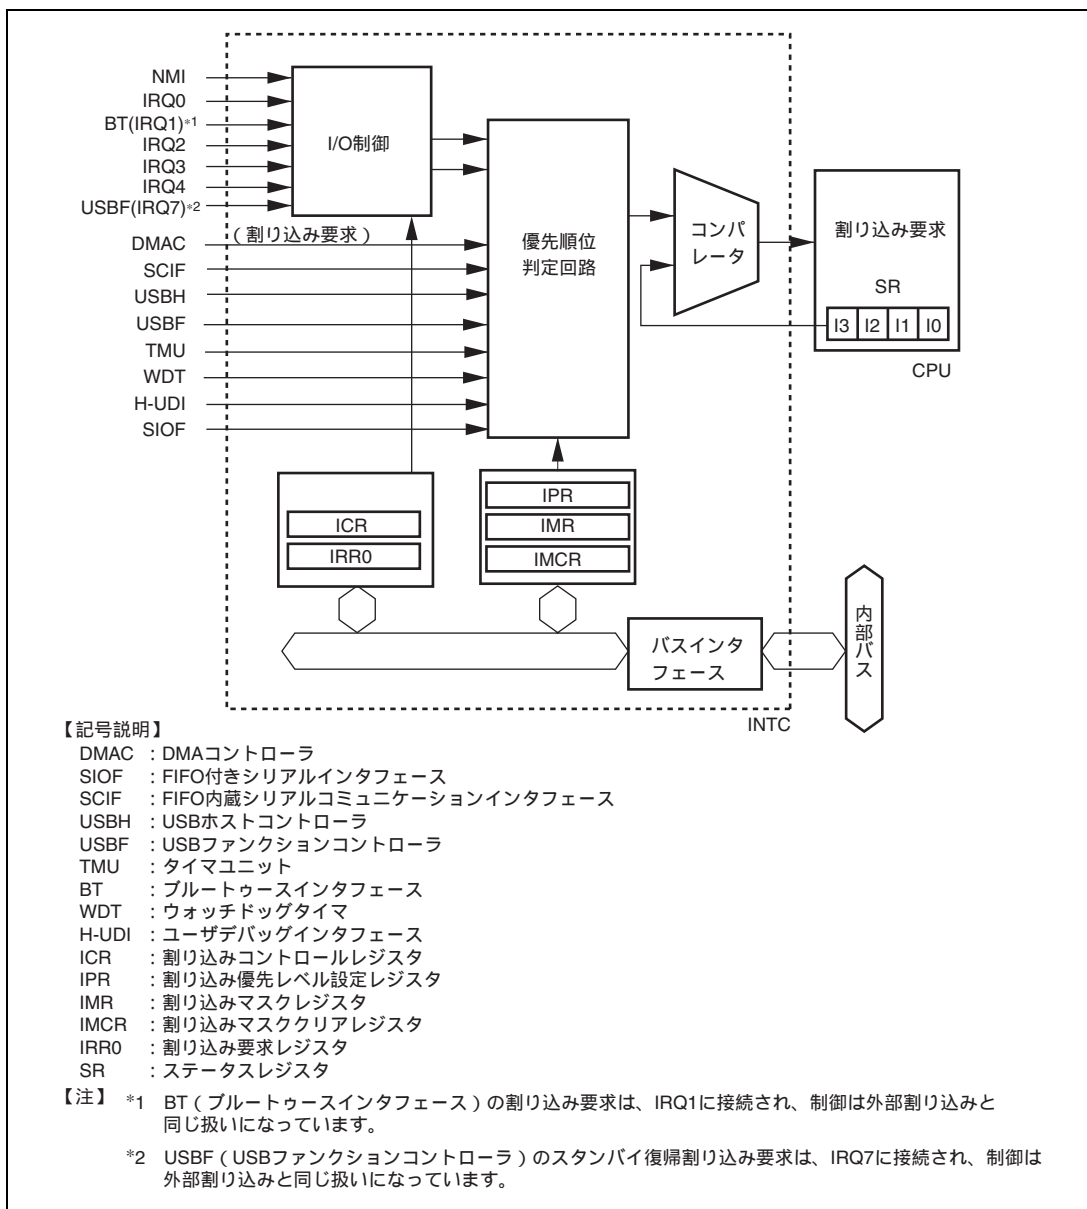 NMI
IRQ0
BT(IRQ1)*1
IRQ2
IRQ3
IRQ4
USBF(IRQ7)*2
I/O制御
(割り込み要求)
DMAC
SCIF
USBH
USBF
TMU
WDT
H-UDI
SIOF
優先順位
判定回路
コンパ
レータ
割り込み要求
SR
I3 I2 I1 I0
CPU
ICR
IRR0
IPR
IMR
IMCR
バスインタ
フェース
内部バス
INTC
【記号説明】
DMAC :DMAコントローラ
SIOF :FIFO付きシリアルインタフェース
SCIF :FIFO内蔵シリアルコミュニケーションインタフェース
USBH :USBホストコントローラ
USBF :USBファンクションコントローラ
TMU :タイマユニット
BT :ブルートゥースインタフェース
WDT :ウォッチドッグタイマ
H-UDI :ユーザデバッグインタフェース
ICR :割り込みコントロールレジスタ
IPR :割り込み優先レベル設定レジスタ
IMR :割り込みマスクレジスタ
IMCR :割り込みマスククリアレジスタ
IRR0 :割り込み要求レジスタ
SR :ステータスレジスタ
【注】 *1 BT(ブルートゥースインタフェース)の割り込み要求は、IRQ1に接続され、制御は外部割り込みと
同じ扱いになっています。
*2 USBF(USBファンクションコントローラ)のスタンバイ復帰割り込み要求は、IRQ7に接続され、制御は
外部割り込みと同じ扱いになっています。